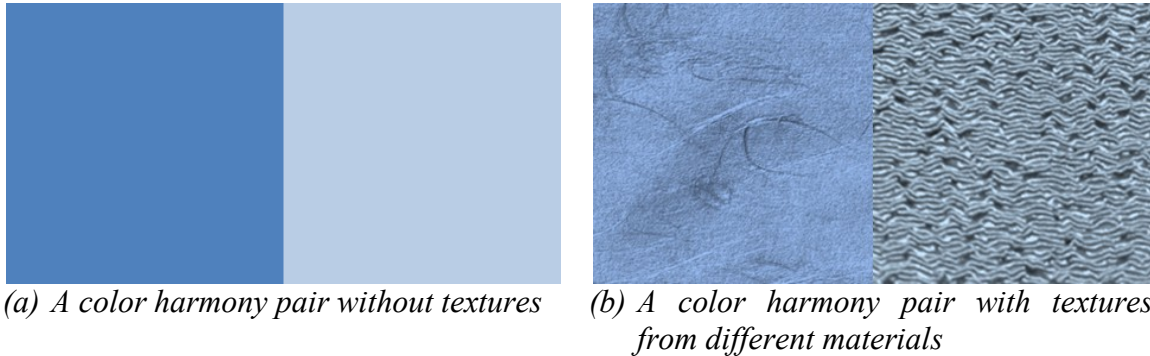 (a) A color harmony pair without textures
(b) A color harmony pair with textures
from different materials